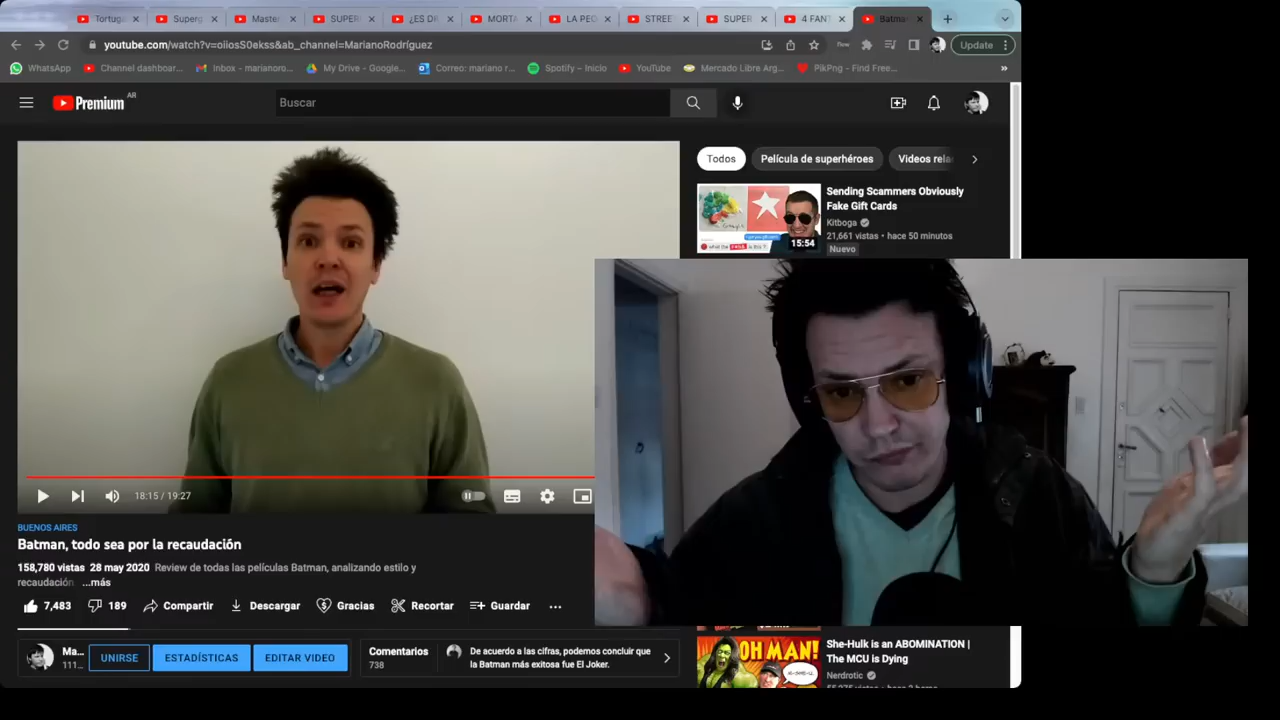 Tortug
Superg
Master
SUPER
¿ES DI
MORTA
LA PEO
STREE
SUPER
4 FANT
Batma
youtube.com/watch?v=oiiosS0ekss&ab_channel=MarianoRodríguez
New
Update
WhatsApp
Channel dashboar...
Inbox - marianoro...
My Drive - Google...
Correo: mariano r...
Spotify – Inicio
YouTube
Mercado Libre Arg...
PikPng - Find Free...
»
Premium AR
Buscar
Todos
Película de superhéroes
Videos rela
Sending Scammers Obviously
Fake Gift Cards
Kitboga
21,661 vistas • hace 50 minutos
Nuevo
15:54
18:15 / 19:27
BUENOS AIRES
Batman, todo sea por la recaudación
158,780 vistas 28 may 2020 Review de todas las películas Batman, analizando estilo y
recaudación ...más
7,483
189
Compartir
Descargar
Gracias
Recortar
Guardar
...
Ma...
111...
UNIRSE
ESTADÍSTICAS
EDITAR VIDEO
Comentarios
738
De acuerdo a las cifras, podemos concluir que
la Batman más exitosa fue El Joker.
OH MAN!
She-Hulk is an ABOMINATION |
The MCU is Dying
Nerdrotic